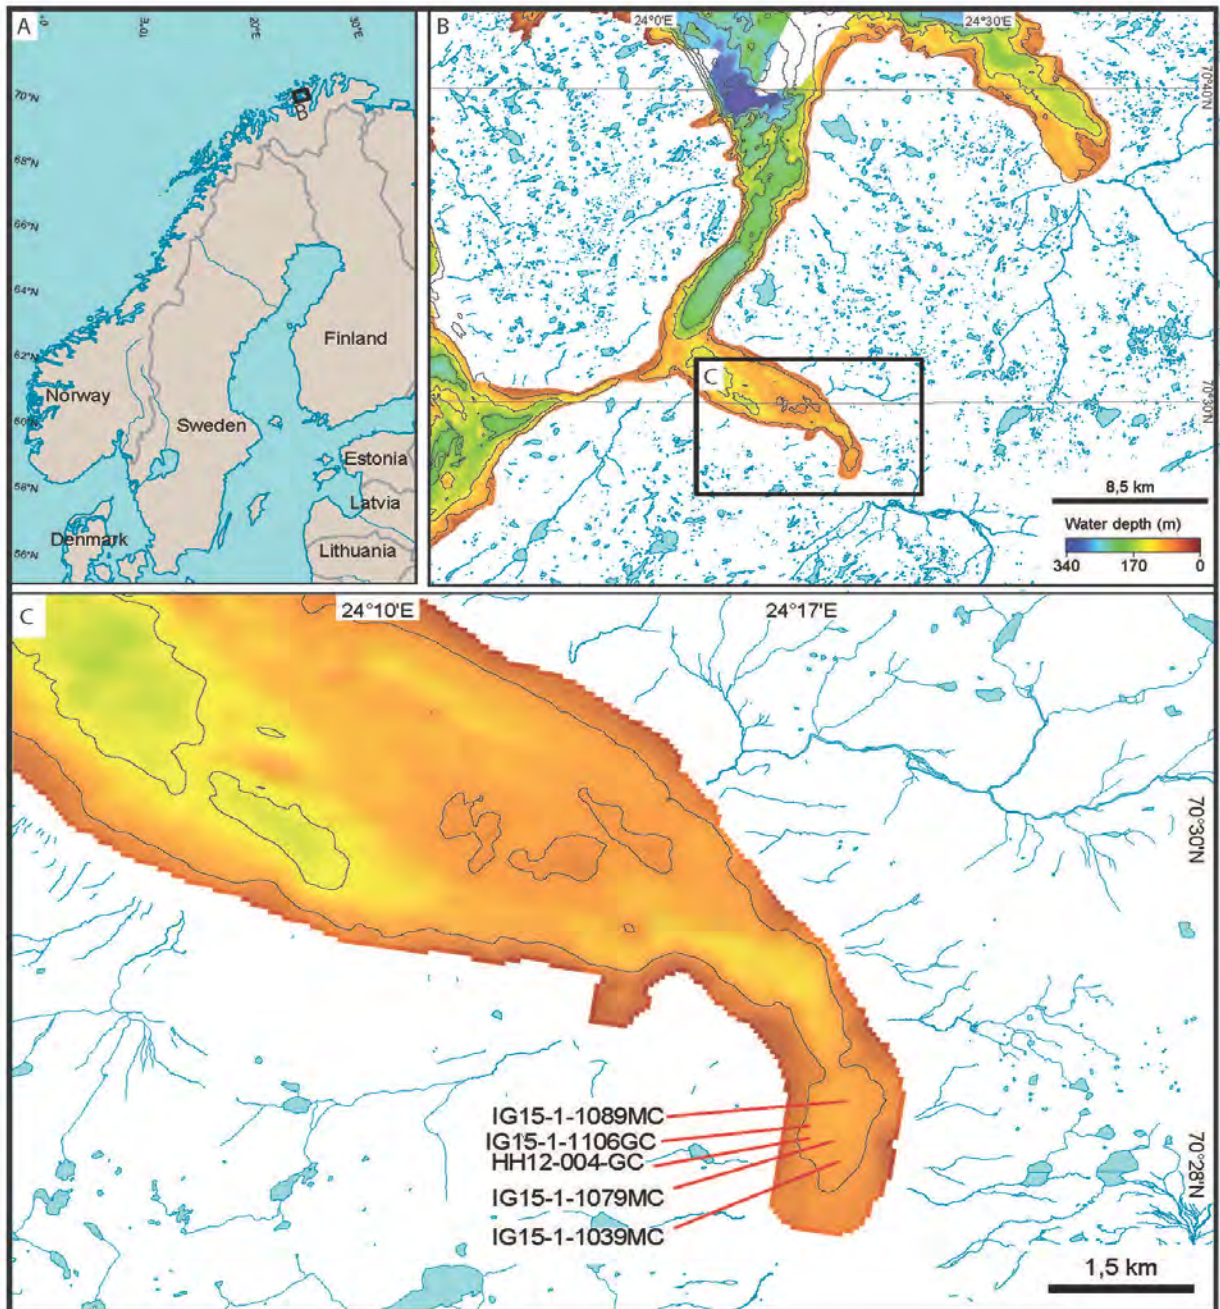 A
0°
10°E
20°E
30°E
70°N
68°N
66°N
64°N
62°N
60°N
58°N
56°N
B
Finland
Norway
Sweden
Estonia
Latvia
Denmark
Lithuania
B
24°0'E
24°30'E
70°40'N
70°30'N
C
8,5 km
Water depth (m)
340 170 0
C
24°10'E
24°17'E
70°30'N
70°28'N
IG15-1-1089MC
IG15-1-1106GC
HH12-004-GC
IG15-1-1079MC
IG15-1-1039MC
1,5 km